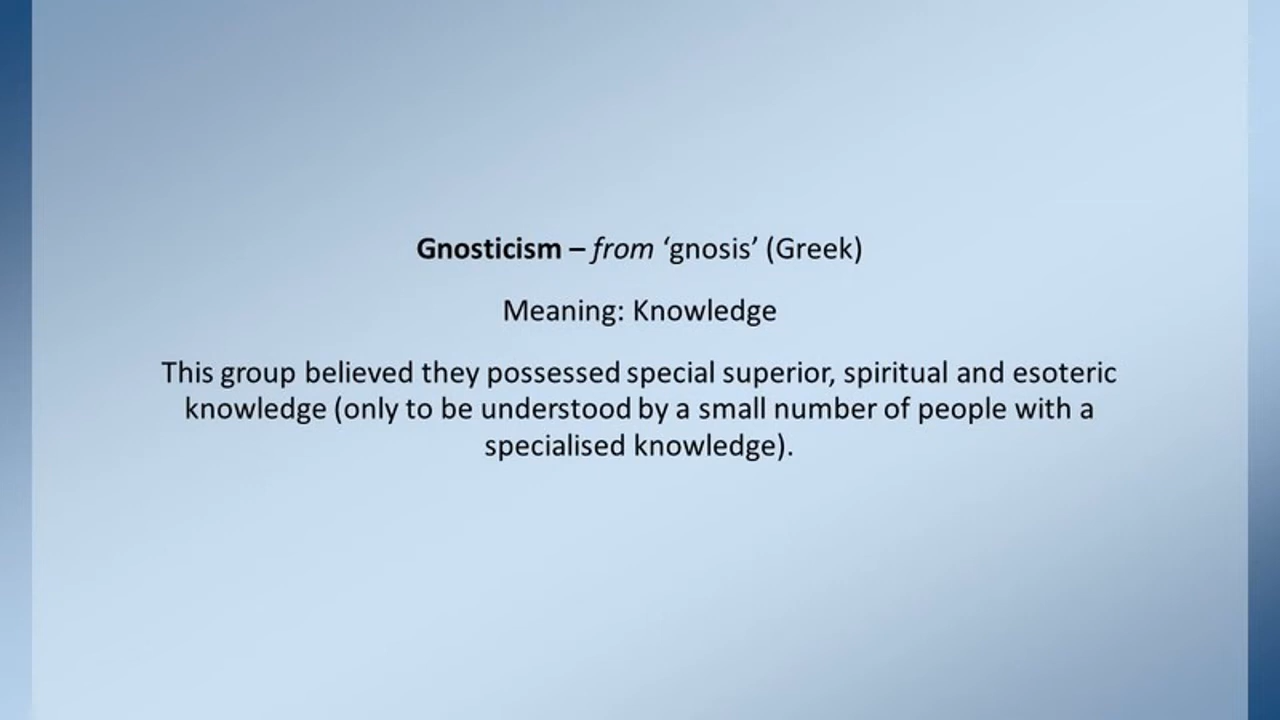 Gnosticism – from ‘gnosis’ (Greek)
Meaning: Knowledge
This group believed they possessed special superior, spiritual and esoteric
knowledge (only to be understood by a small number of people with a
specialised knowledge).